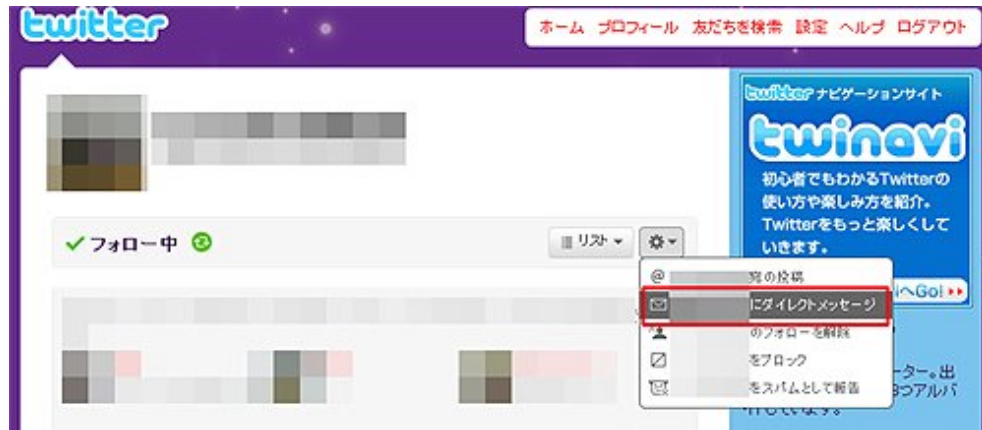 twitter
ホーム プロフィール 友だちを検索 設定 ヘルプ ログアウト
twitter ナビゲーションサイト
twinavi
初心者でもわかるTwitterの
使い方や楽しみ方を紹介。
Twitterをもっと楽しくして
いきます。
へGo!
フォロー中
リスト
@ 宛の投稿
にダイレクトメッセージ
のフォローを解除
をブロック
をスパムとして報告
ーター。出
つアルバ